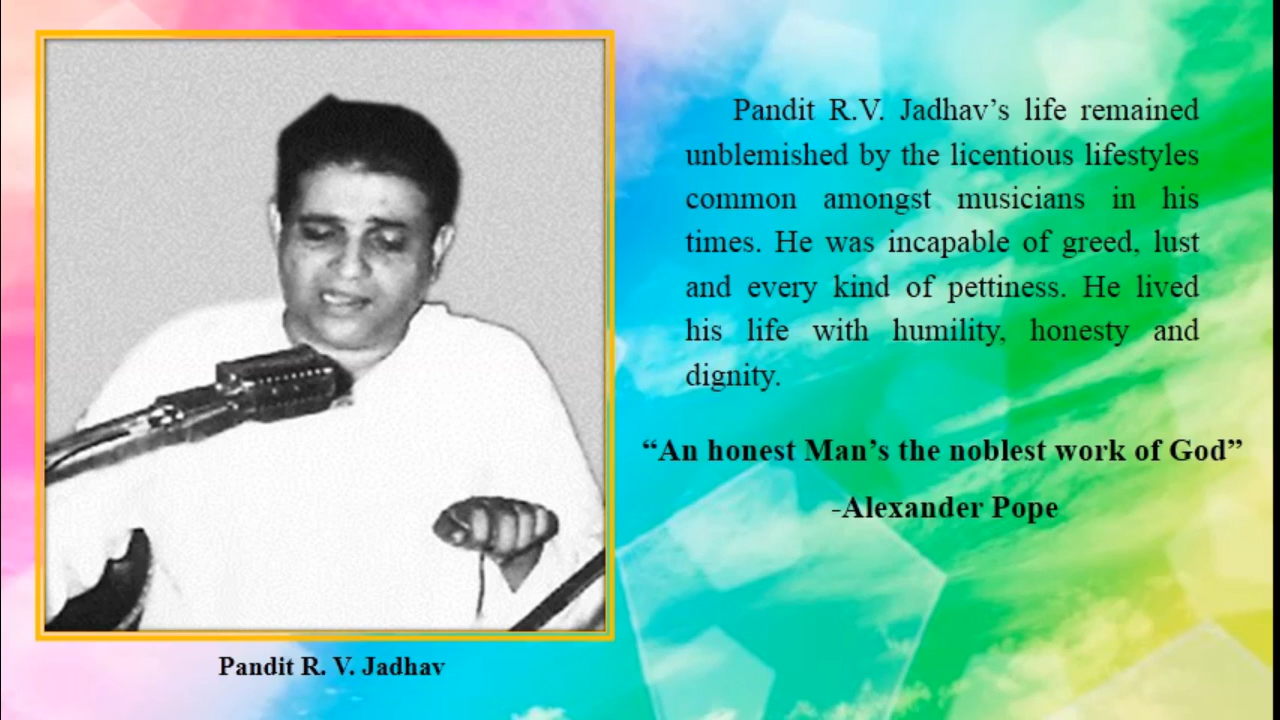 Pandit R.V. Jadhav’s life remained
unblemished by the licentious lifestyles
common amongst musicians in his
times. He was incapable of greed, lust
and every kind of pettiness. He lived
his life with humility, honesty and
dignity.
“An honest Man’s the noblest work of God”
-Alexander Pope
Pandit R. V. Jadhav